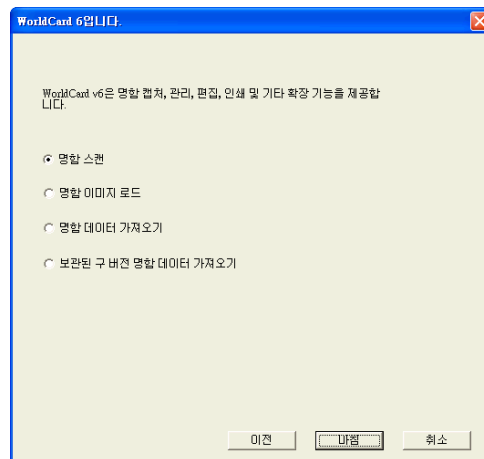 WorldCard 6입니다.
WorldCard v6은 명함 캡처, 관리, 편집, 인쇄 및 기타 확장 기능을 제공합
니다.
명함 스캔
명함 이미지 로드
명함 데이터 가져오기
보관된 구 버전 명함 데이터 가져오기
이전 마침 취소